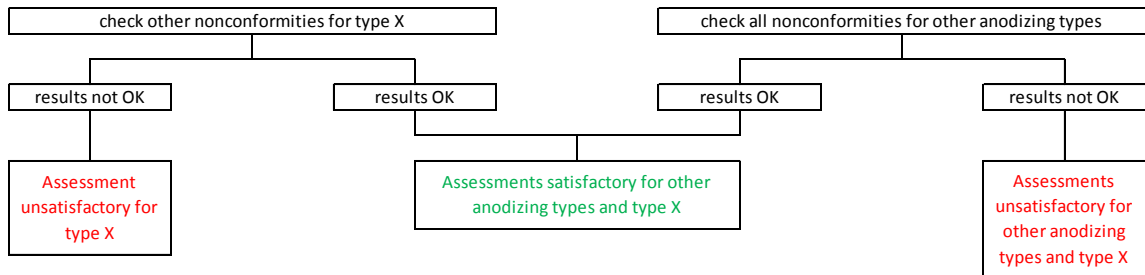 check other nonconformities for type X
check all nonconformities for other anodizing types
results not OK
results OK
results OK
results not OK
Assessment
unsatisfactory for
type X
Assessments satisfactory for other
anodizing types and type X
Assessments
unsatisfactory for
other anodizing
types and type X